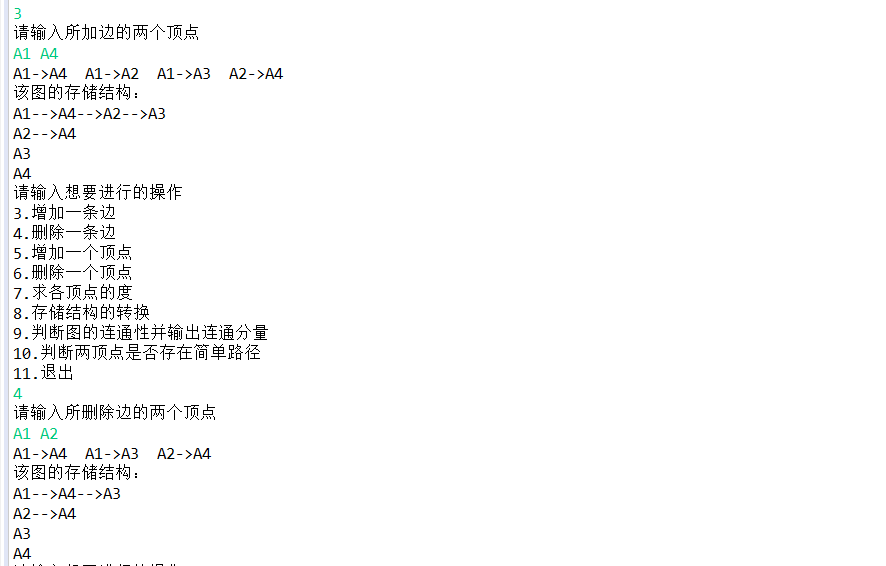 3
请输入所加边的两个顶点
A1 A4
A1->A4  A1->A2  A1->A3  A2->A4
该图的存储结构:
A1-->A4-->A2-->A3
A2-->A4
A3
A4
请输入想要进行的操作
3.增加一条边
4.删除一条边
5.增加一个顶点
6.删除一个顶点
7.求各顶点的度
8.存储结构的转换
9.判断图的连通性并输出连通分量
10.判断两顶点是否存在简单路径
11.退出
4
请输入所删除边的两个顶点
A1 A2
A1->A4  A1->A3  A2->A4
该图的存储结构:
A1-->A4-->A3
A2-->A4
A3
A4